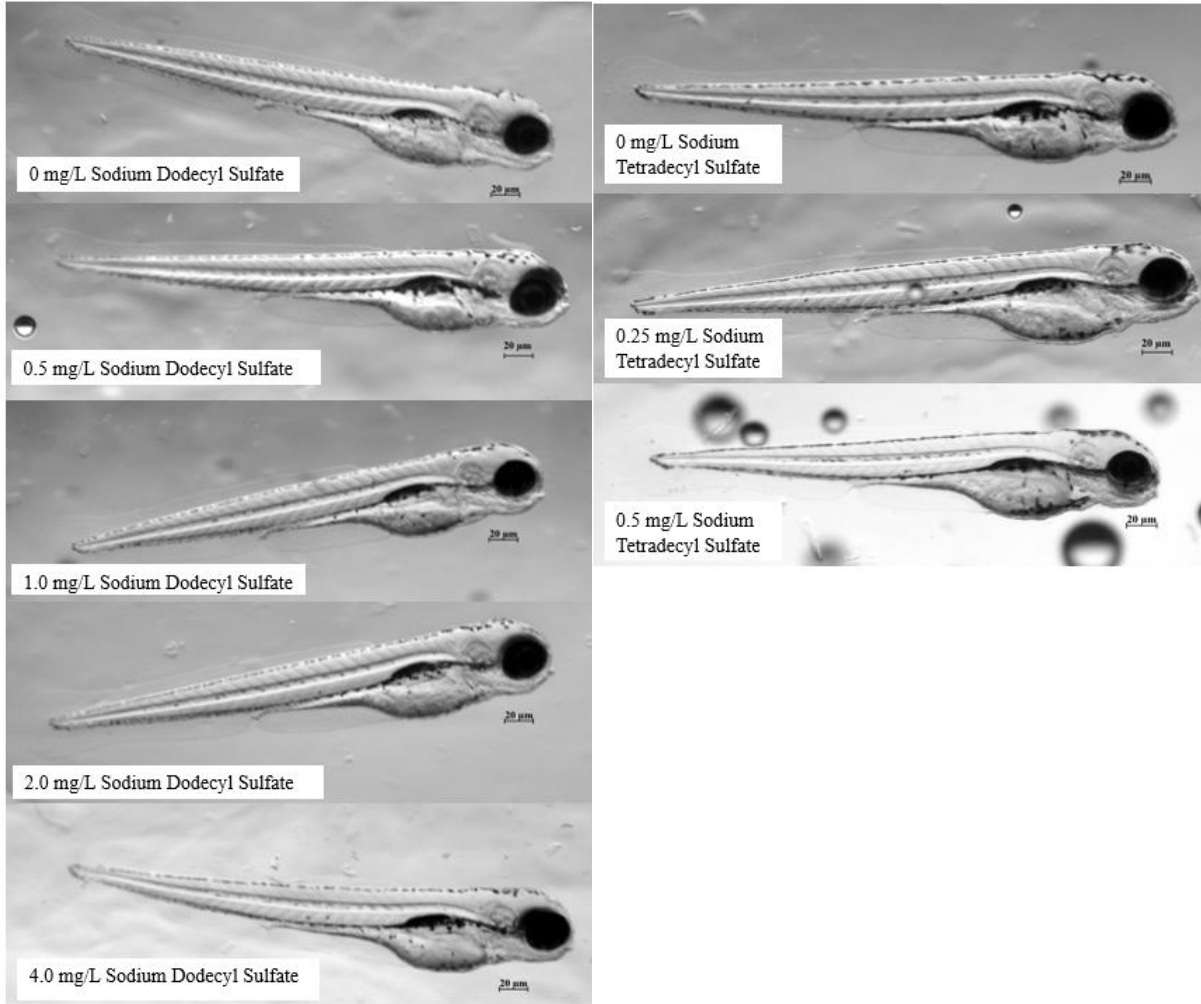 0 mg/L Sodium Dodecyl Sulfate
20 µm
0.5 mg/L Sodium Dodecyl Sulfate
20 µm
1.0 mg/L Sodium Dodecyl Sulfate
20 µm
2.0 mg/L Sodium Dodecyl Sulfate
20 µm
4.0 mg/L Sodium Dodecyl Sulfate
20 µm
0 mg/L Sodium
Tetradecyl Sulfate
20 µm
0.25 mg/L Sodium
Tetradecyl Sulfate
20 µm
0.5 mg/L Sodium
Tetradecyl Sulfate
20 µm